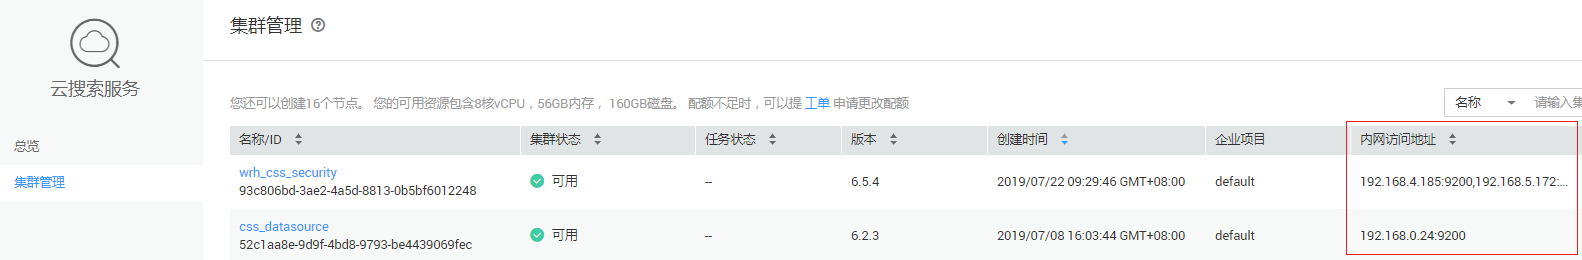 云搜索服务
总览
集群管理
集群管理
您还可以创建16个节点。 您的可用资源包含8核vCPU，56GB内存， 160GB磁盘。 配额不足时，可以提 工单 申请更改配额
名称 请输入集
名称/ID 集群状态 任务状态 版本 创建时间 企业项目 内网访问地址
wrh_css_security
93c806bd-3ae2-4a5d-8813-0b5bf6012248 可用 -- 6.5.4 2019/07/22 09:29:46 GMT+08:00 default 192.168.4.185:9200,192.168.5.172:...
css_datasource
52c1aa8e-9d9f-4bd8-9793-be4439069fec 可用 -- 6.2.3 2019/07/08 16:03:44 GMT+08:00 default 192.168.0.24:9200